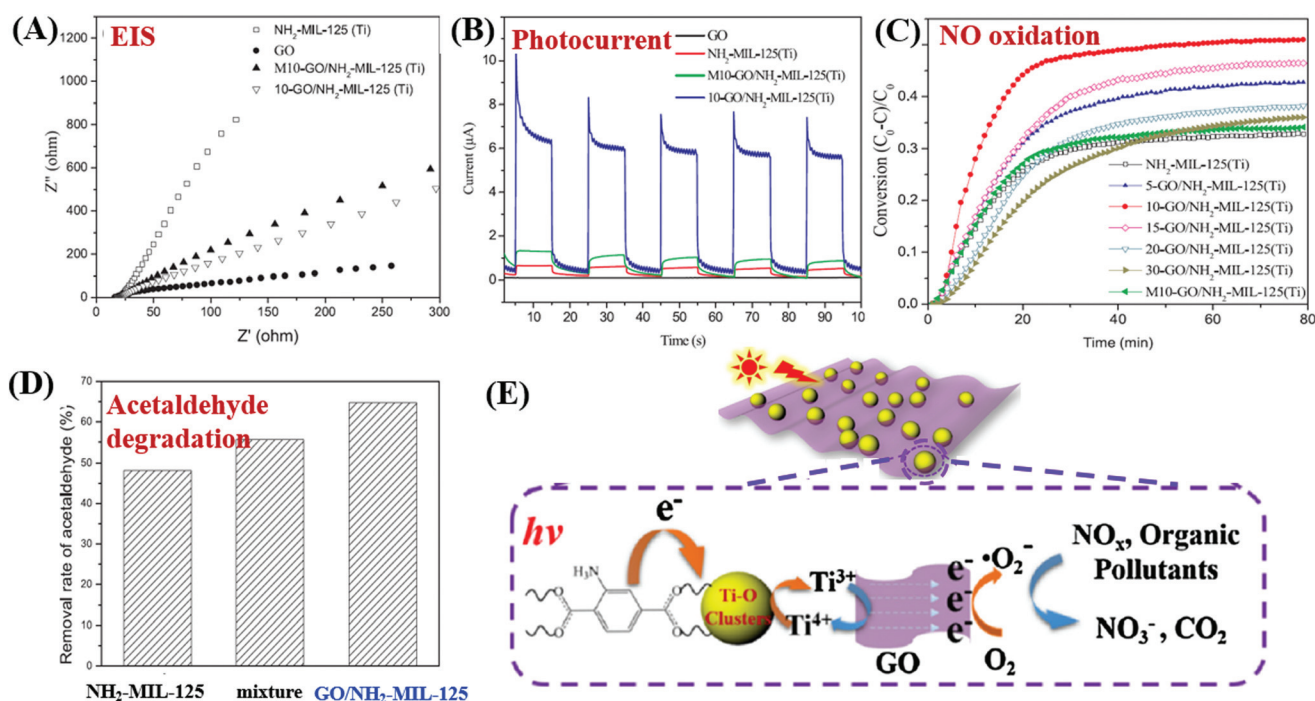 (A)
EIS
NH₂-MIL-125 (Ti)
GO
M10-GO/NH₂-MIL-125 (Ti)
10-GO/NH₂-MIL-125 (Ti)
Z'' (ohm)
1200
1000
800
600
400
200
0
0 50 100 150 200 250 300
Z' (ohm)
(B)
Photocurrent
GO
NH₂-MIL-125(Ti)
M10-GO/NH₂-MIL-125(Ti)
10-GO/NH₂-MIL-125(Ti)
Current (μA)
12
10
8
6
4
2
0
10 20 30 40 50 60 70 80 90 10
Time (s)
(C)
NO oxidation
Conversion (C₀-C)/C₀
0.4
0.3
0.2
0.1
0.0
NH₂-MIL-125(Ti)
5-GO/NH₂-MIL-125(Ti)
10-GO/NH₂-MIL-125(Ti)
15-GO/NH₂-MIL-125(Ti)
20-GO/NH₂-MIL-125(Ti)
30-GO/NH₂-MIL-125(Ti)
M10-GO/NH₂-MIL-125(Ti)
0 20 40 60 80
Time (min)
(D)
Acetaldehyde
degradation
Removal rate of acetaldehyde (%)
70
60
50
40
30
20
10
0
NH₂-MIL-125 mixture GO/NH₂-MIL-125
(E)
hν
e⁻
H₃N
O
O
O
O
Ti-O
Clusters
Ti³⁺
Ti⁴⁺
GO
e⁻
e⁻
e⁻
·O₂⁻
O₂
NOₓ, Organic
Pollutants
NO₃⁻, CO₂